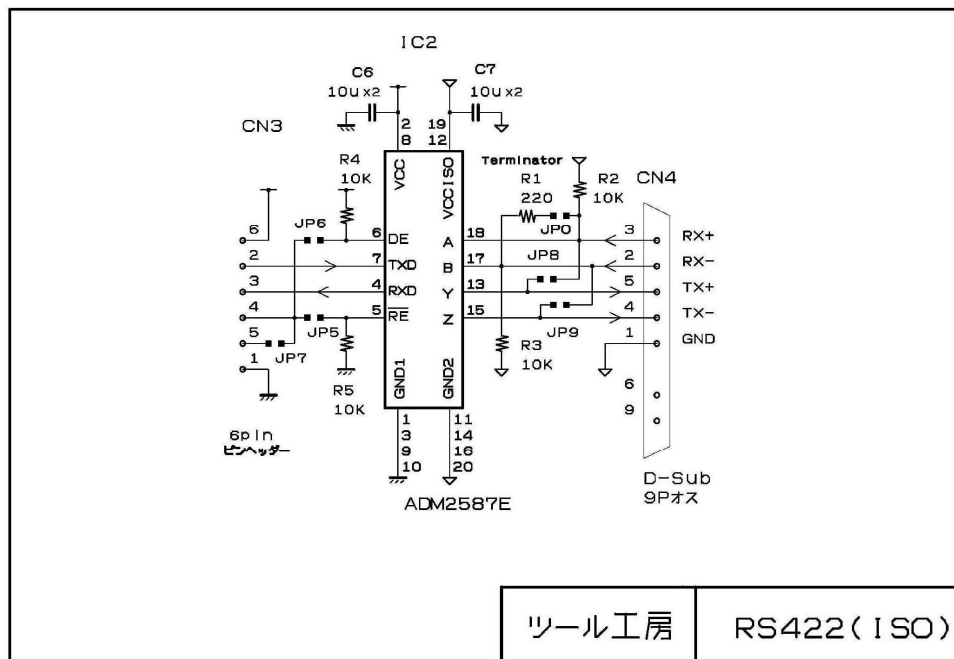 IC2
C6
10u x2
C7
10u x2
CN3
2
8
19
12
R4
10K
Terminator
R1
220
R2
10K
CN4
VCC
VCCISO
JP6
JP0
6
6
DE
A
18
3
RX+
2
7
TXD
B
17
JP8
2
RX-
3
4
RXD
Y
13
5
TX+
4
5
RE
Z
15
4
TX-
JP5
JP9
5
JP7
1
GND
1
R3
10K
GND1
GND2
R5
10K
6
9
1
3
9
10
11
14
16
20
6pin
ピンヘッダー
ADM2587E
D-Sub
9Pオス
ツール工房
RS422(ISO)